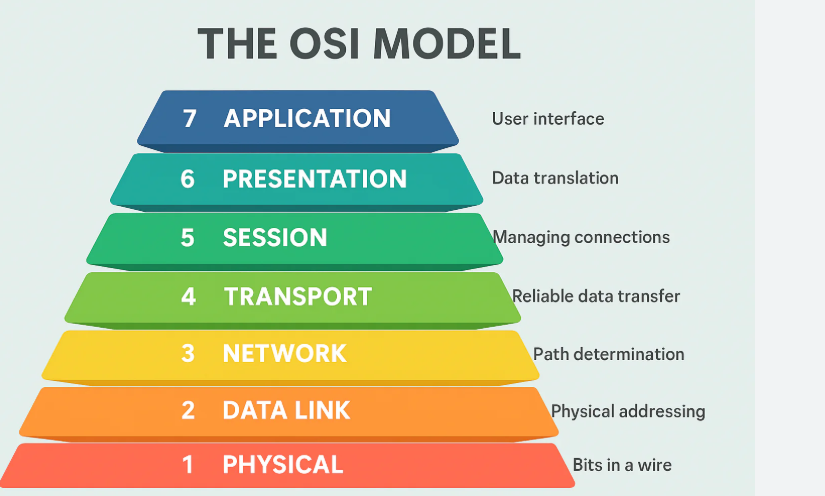 THE OSI MODEL
7 APPLICATION User interface
6 PRESENTATION Data translation
5 SESSION Managing connections
4 TRANSPORT Reliable data transfer
3 NETWORK Path determination
2 DATA LINK Physical addressing
1 PHYSICAL Bits in a wire